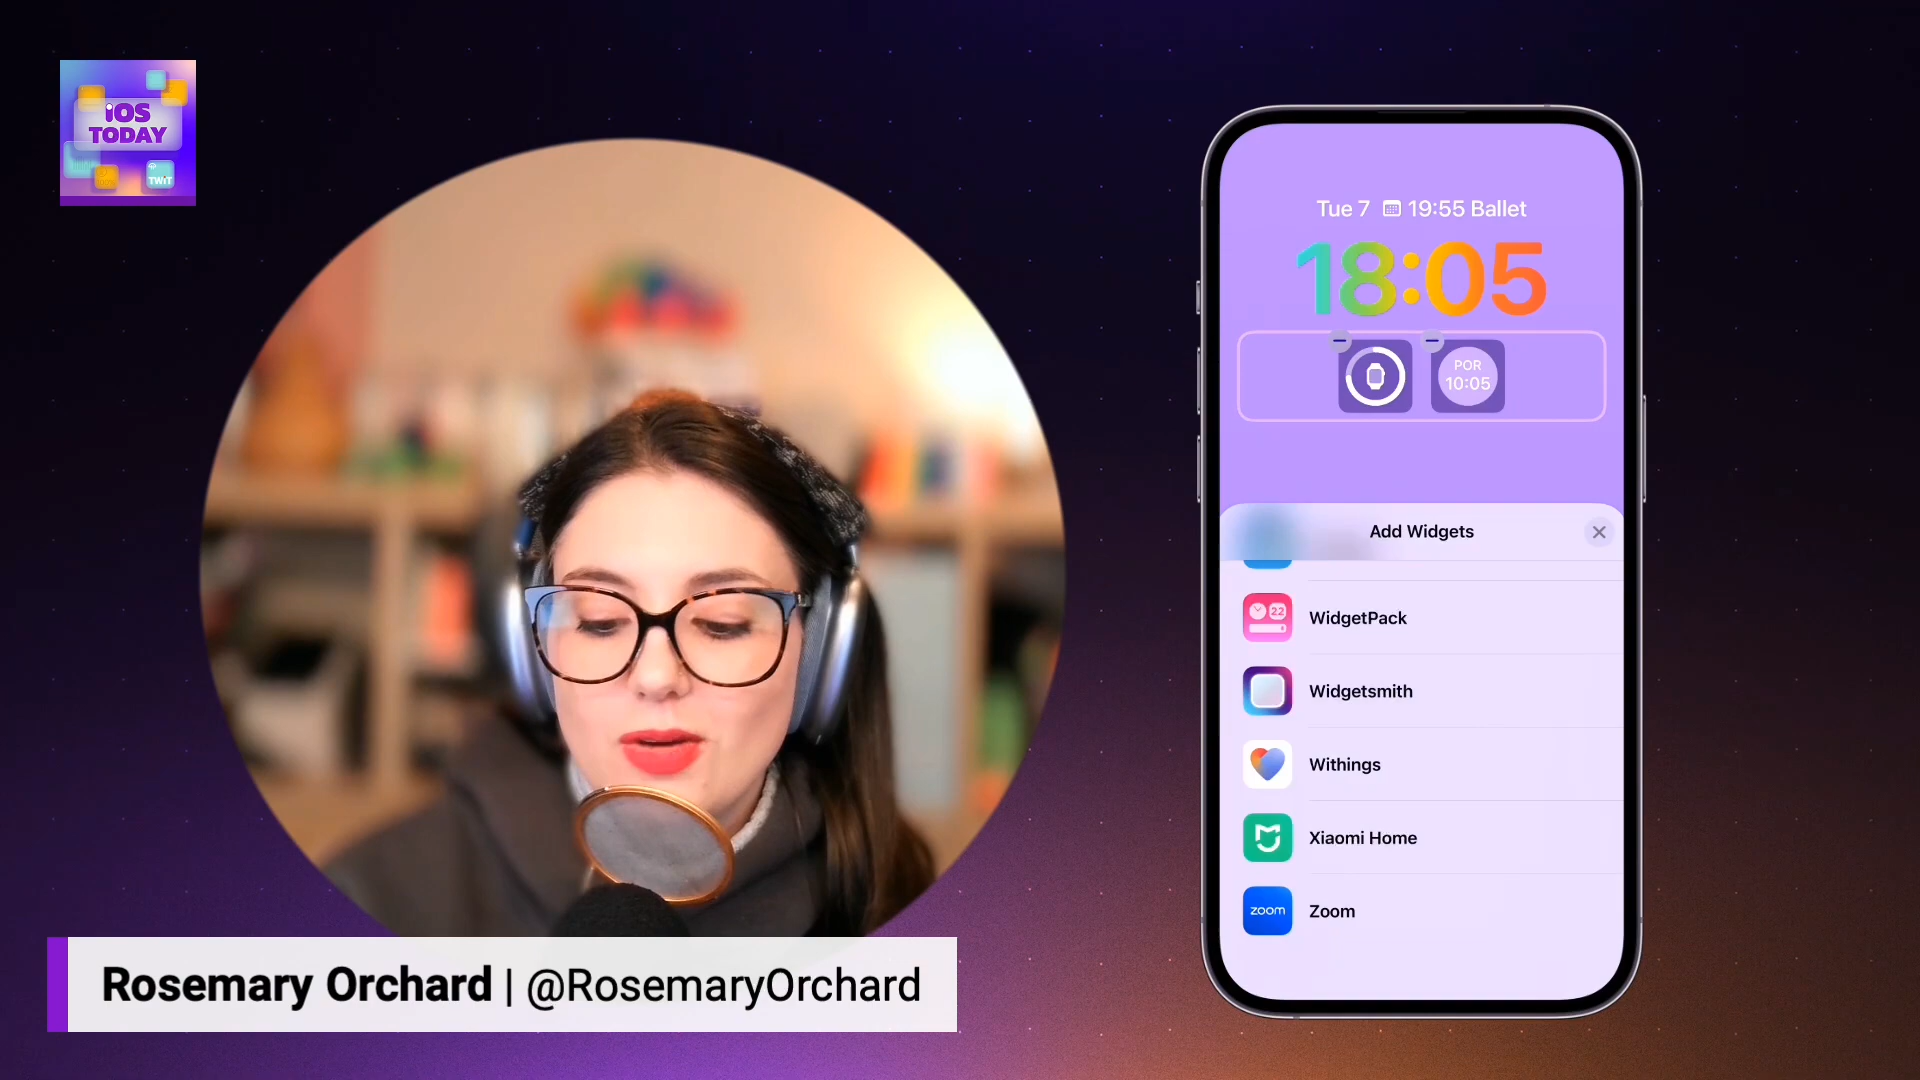 iOS
TODAY
TWiT
Tue 7 19:55 Ballet
18:05
POR
10:05
Add Widgets
22
WidgetPack
Widgetsmith
Withings
Xiaomi Home
zoom
Zoom
Rosemary Orchard | @RosemaryOrchard